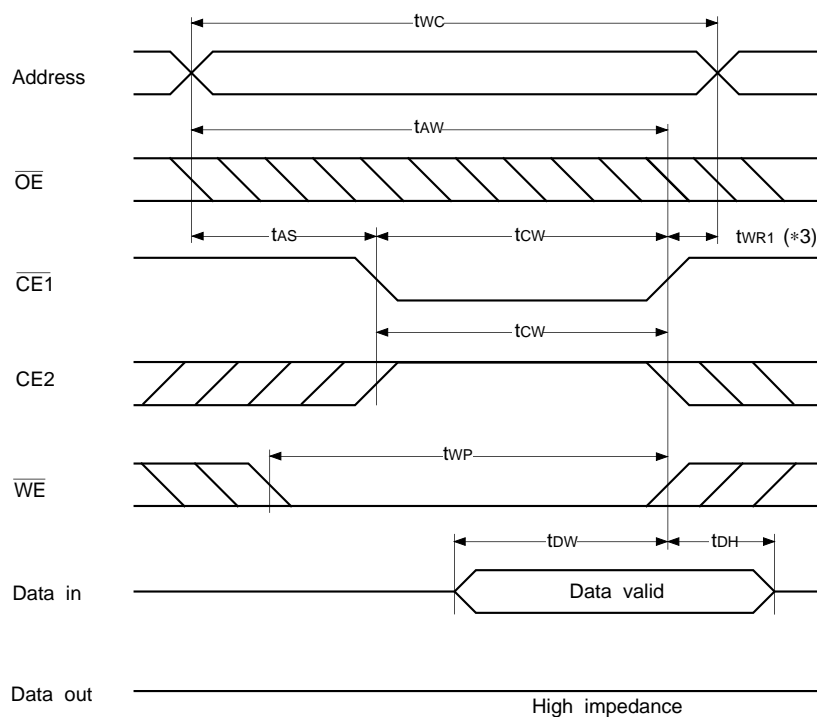 tWC
Address
tAW
OE
tAS tCW tWR1 (*3)
CE1
tCW
CE2
tWP
WE
tDW tDH
Data in Data valid
Data out
High impedance